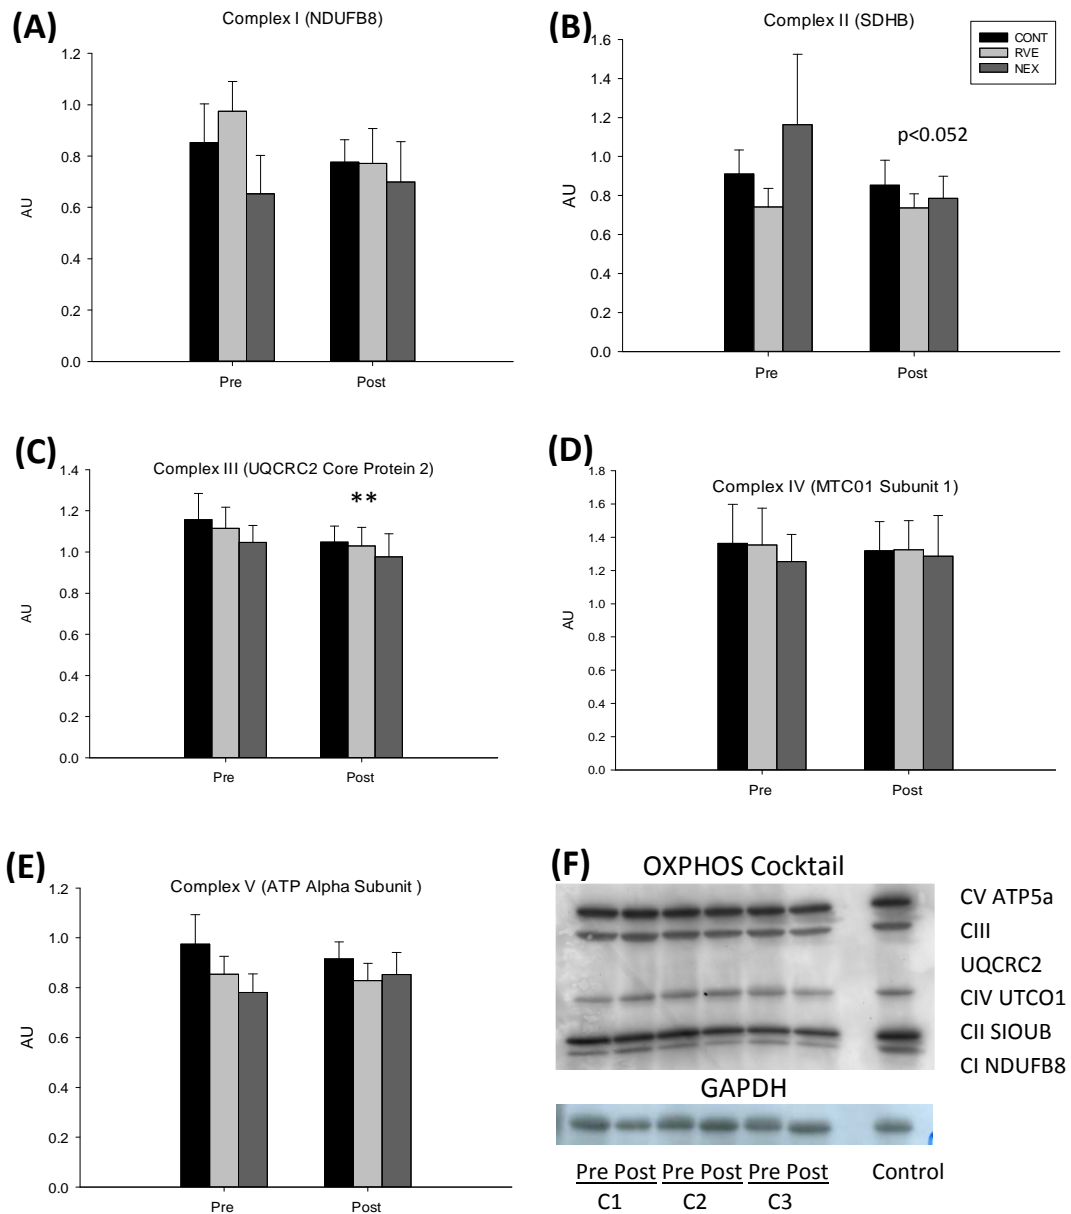 (A)
Complex I (NDUFB8)
AU
1.2
1.0
0.8
0.6
0.4
0.2
0.0
Pre Post
(B)
Complex II (SDHB)
CONT
RVE
NEX
p<0.052
AU
1.6
1.4
1.2
1.0
0.8
0.6
0.4
0.2
0.0
Pre Post
(C)
Complex III (UQCRC2 Core Protein 2)
**
AU
1.4
1.2
1.0
0.8
0.6
0.4
0.2
0.0
Pre Post
(D)
Complex IV (MTC01 Subunit 1)
AU
1.8
1.6
1.4
1.2
1.0
0.8
0.6
0.4
0.2
0.0
Pre Post
(E)
Complex V (ATP Alpha Subunit )
AU
1.2
1.0
0.8
0.6
0.4
0.2
0.0
Pre Post
(F)
OXPHOS Cocktail
CV ATP5a
CIII
UQCRC2
CIV UTCO1
CII SIOUB
CI NDUFB8
GAPDH
Pre Post Pre Post Pre Post Control
C1 C2 C3